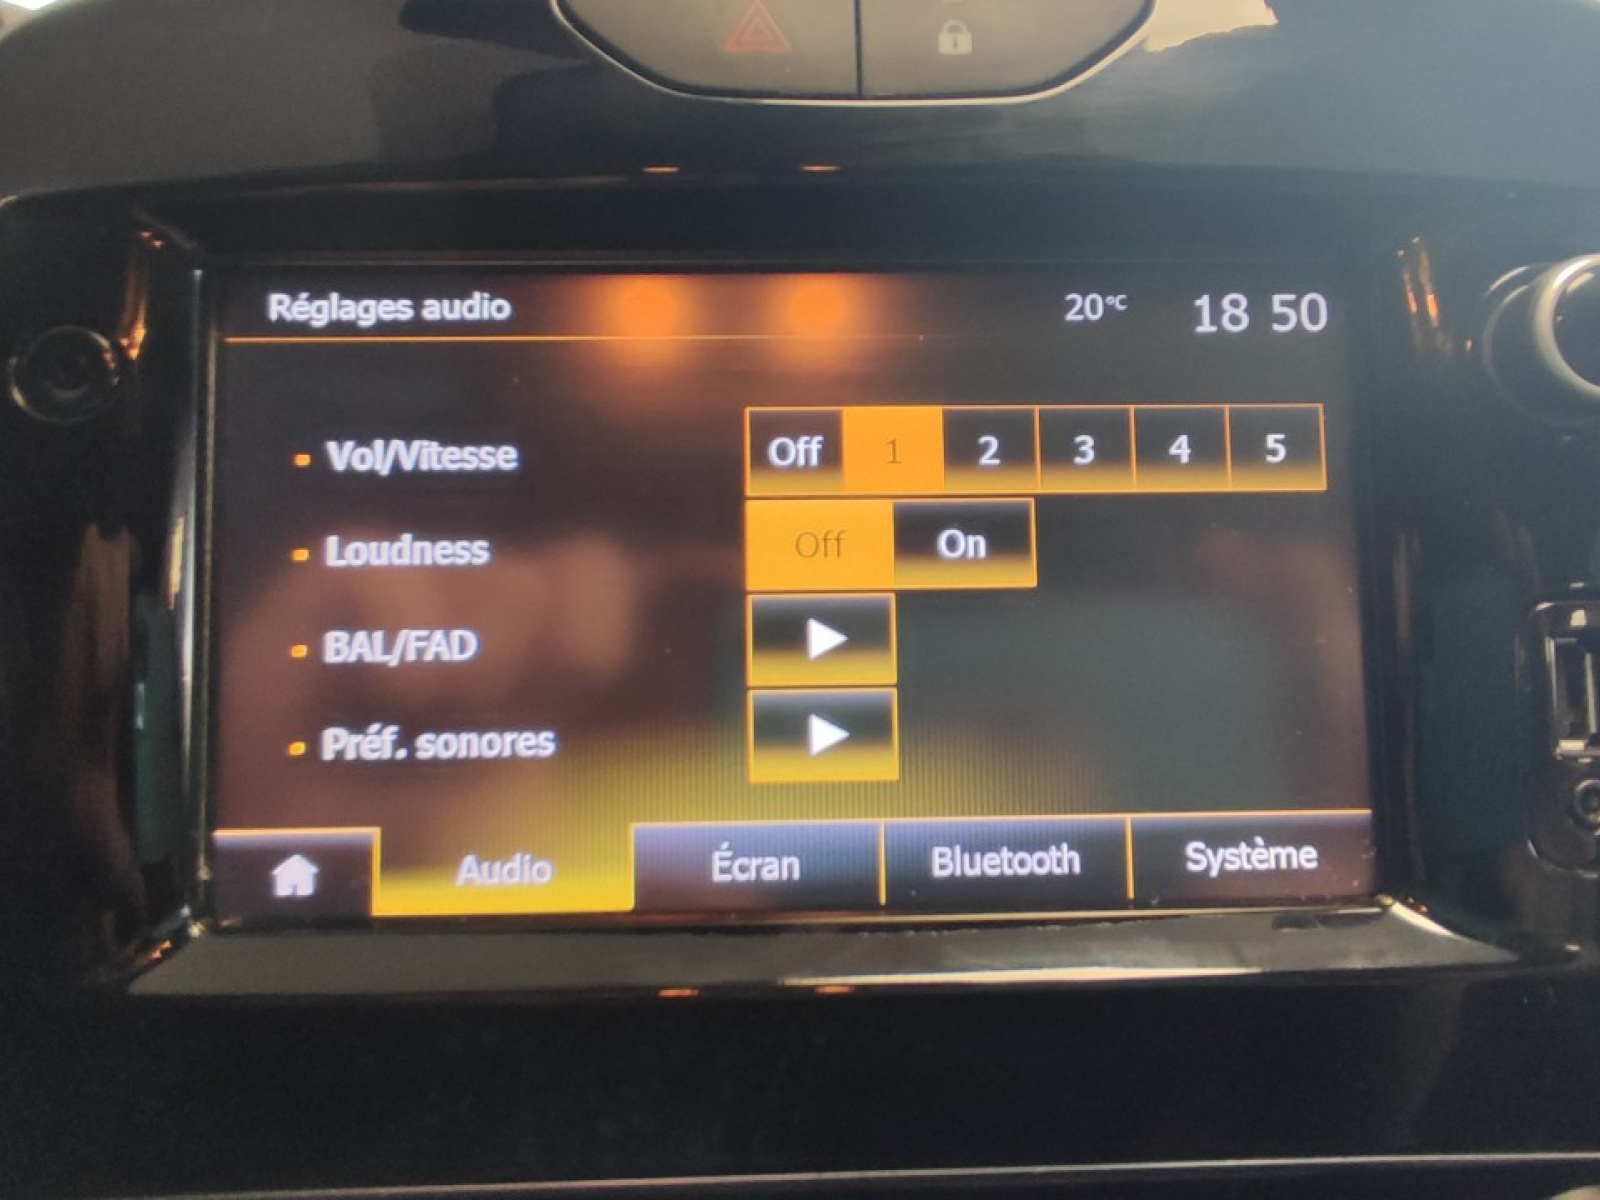 Réglages audio 20°C 18 50
Vol/Vitesse Off 1 2 3 4 5
Loudness Off On
BAL/FAD
Préf. sonores
Audio Écran Bluetooth Système